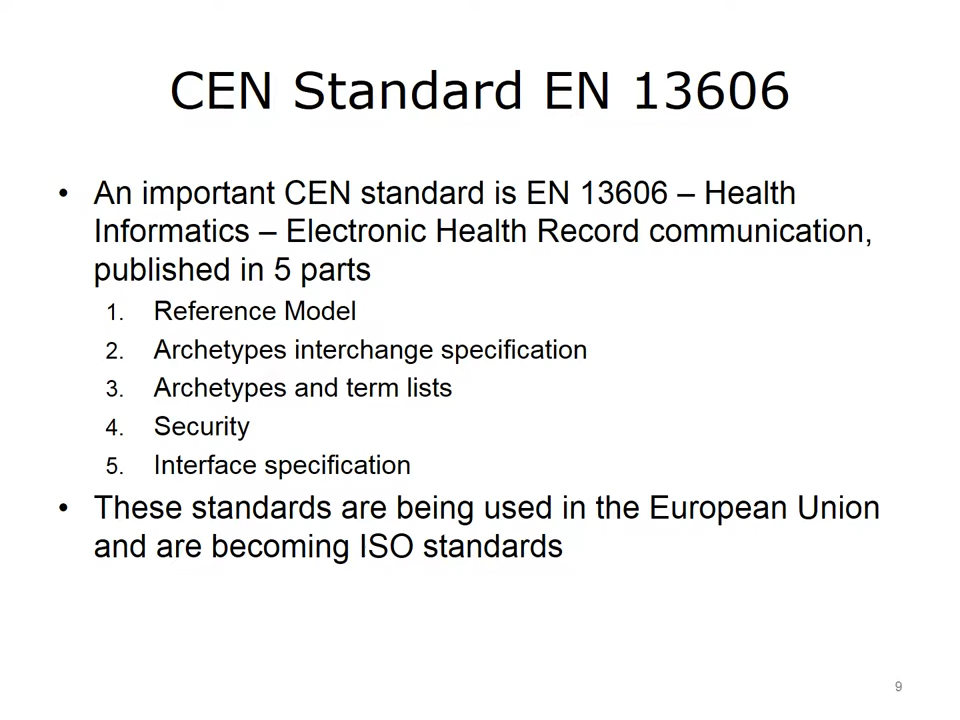 CEN Standard EN 13606
• An important CEN standard is EN 13606 – Health
Informatics – Electronic Health Record communication,
published in 5 parts
1. Reference Model
2. Archetypes interchange specification
3. Archetypes and term lists
4. Security
5. Interface specification
• These standards are being used in the European Union
and are becoming ISO standards
9